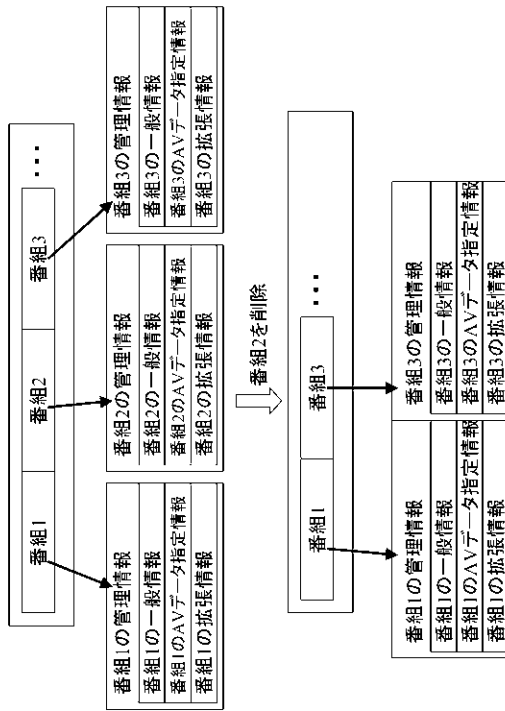 番組1
番組2
番組3
・・・
番組1の管理情報
番組1の一般情報
番組1のAVデータ指定情報
番組1の拡張情報
番組2の管理情報
番組2の一般情報
番組2のAVデータ指定情報
番組2の拡張情報
番組3の管理情報
番組3の一般情報
番組3のAVデータ指定情報
番組3の拡張情報
番組2を削除
番組1
番組3
・・・
番組1の管理情報
番組1の一般情報
番組1のAVデータ指定情報
番組1の拡張情報
番組3の管理情報
番組3の一般情報
番組3のAVデータ指定情報
番組3の拡張情報